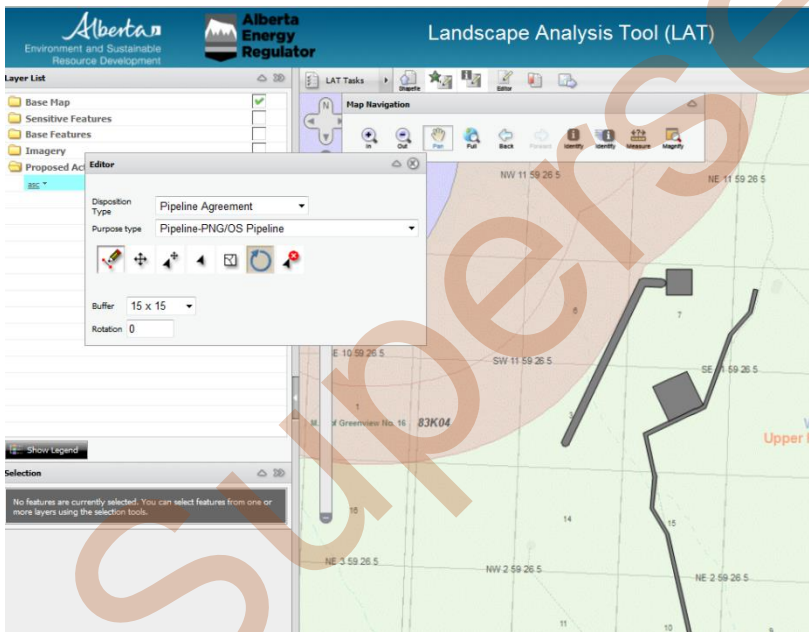 Alberta
Environment and Sustainable
Resource Development
Alberta
Energy
Regulator
Landscape Analysis Tool (LAT)
Layer List
Base Map
Sensitive Features
Base Features
Imagery
Proposed Act
asc
Show Legend
Selection
No features are currently selected. You can select features from one or
more layers using the selection tools.
LAT Tasks
Shapefile
Editor
N
Map Navigation
In
Out
Pan
Full
Back
Forward
Identify
Identify
Measure
Magnify
Editor
Disposition
Type
Pipeline Agreement
Purpose type
Pipeline-PNG/OS Pipeline
Buffer
15 x 15
Rotation
0
NW 11 59 26 5
NE 11 59 26 5
6
7
E 10 59 26 5
SW 11 59 26 5
SE 11 59 26 5
1
3
M. of Greenview No. 16
83K04
Upper
16
14
15
NE 3 59 26 5
NW 2 59 26 5
NE 2 59 26 5
11
10
9
Superse